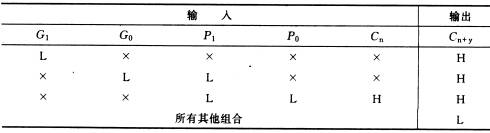 输 入 输出
G₁ G₀ P₁ P₀ Cₙ Cₙ₊ᵧ
L × × × × H
× L L × × H
× × L L H H
所有其他组合 L